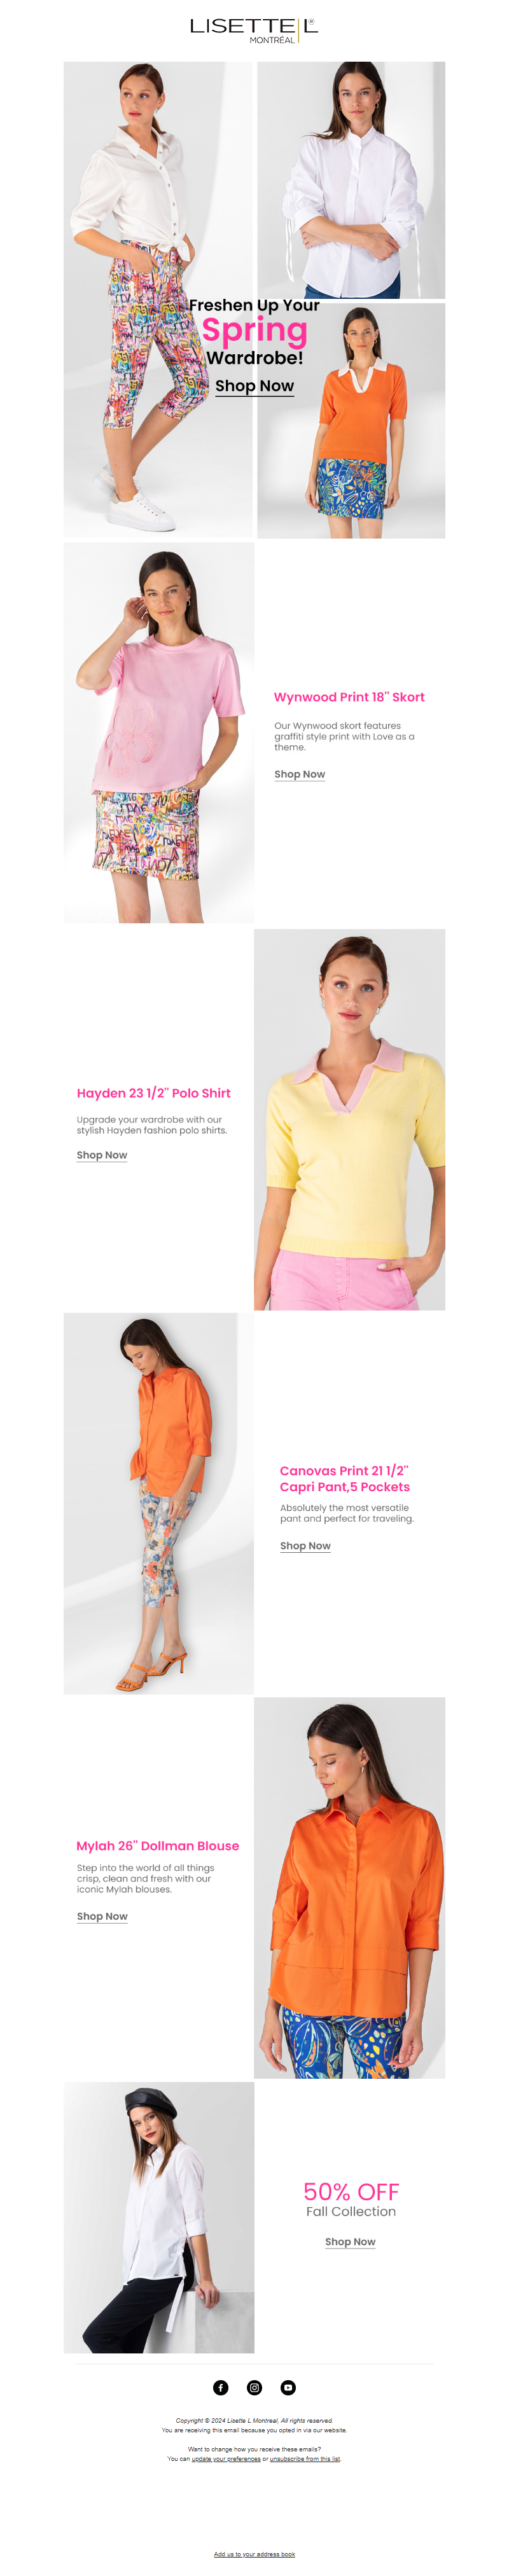 LISETTE L®
MONTRÉAL
Freshen Up Your
Spring
Wardrobe!
Shop Now
Wynwood Print 18" Skort
Our Wynwood skort features
graffiti style print with Love as a
theme.
Shop Now
Hayden 23 1/2" Polo Shirt
Upgrade your wardrobe with our
stylish Hayden fashion polo shirts.
Shop Now
Canovas Print 21 1/2"
Capri Pant,5 Pockets
Absolutely the most versatile
pant and perfect for traveling.
Shop Now
Mylah 26" Dollman Blouse
Step into the world of all things
crisp, clean and fresh with our
iconic Mylah blouses.
Shop Now
50% OFF
Fall Collection
Shop Now
Copyright © 2024 Lisette L Montreal, All rights reserved.
You are receiving this email because you opted in via our website.
Want to change how you receive these emails?
You can update your preferences or unsubscribe from this list.
Add us to your address book